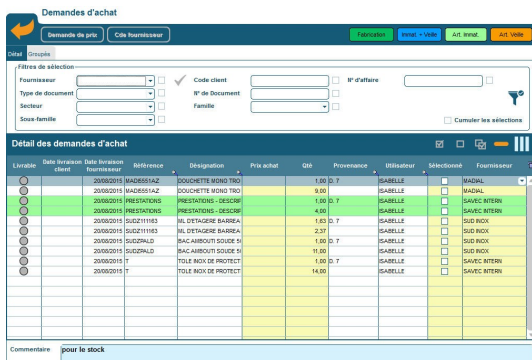 Demandes d'achat
Demande de prix
Cde fournisseur
Fabrication
Immat. + Veille
Art. Immat.
Art. Veille
Détail
Groupés
Filtres de sélection
Fournisseur
Code client
N° d'affaire
Type de document
N° de Document
Secteur
Famille
Sous-famille
Cumuler les sélections
Détail des demandes d'achat
Livrable Date livraison client Date livraison fournisseur Référence Désignation Prix achat Qté Provenance Utilisateur Sélectionné Fournisseur
20/08/2015 MADB551AZ DOUCHETTE MONO TRO 1,00 D. 7 ISABELLE MADIAL
20/08/2015 MADB551AZ DOUCHETTE MONO TRO 9,00 ISABELLE MADIAL
20/08/2015 PRESTATIONS PRESTATIONS - DESCRIF 1,00 D. 7 ISABELLE SAVEC INTERN
20/08/2015 PRESTATIONS PRESTATIONS - DESCRIF 4,00 ISABELLE SAVEC INTERN
20/08/2015 SUDZ111163 ML D'ETAGERE BARREA 1,63 D. 7 ISABELLE SUD INOX
20/08/2015 SUDZ111163 ML D'ETAGERE BARREA 2,37 ISABELLE SUD INOX
20/08/2015 SUDZPALD BAC AMBOUTI SOUDE 5( 1,00 D. 7 ISABELLE SUD INOX
20/08/2015 SUDZPALD BAC AMBOUTI SOUDE 5( 11,00 ISABELLE SUD INOX
20/08/2015 T TOLE INOX DE PROTECT 1,00 D. 7 ISABELLE SAVEC INTERN
20/08/2015 T TOLE INOX DE PROTECT 14,00 ISABELLE SAVEC INTERN
Commentaire pour le stock